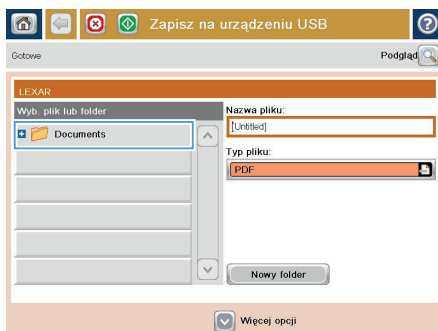 Zapisz na urządzeniu USB
Gotowe
Podgląd
LEXAR
Wyb. plik lub folder
Nazwa pliku:
Documents
[Untitled]
Typ pliku:
PDF
Nowy folder
Więcej opcji